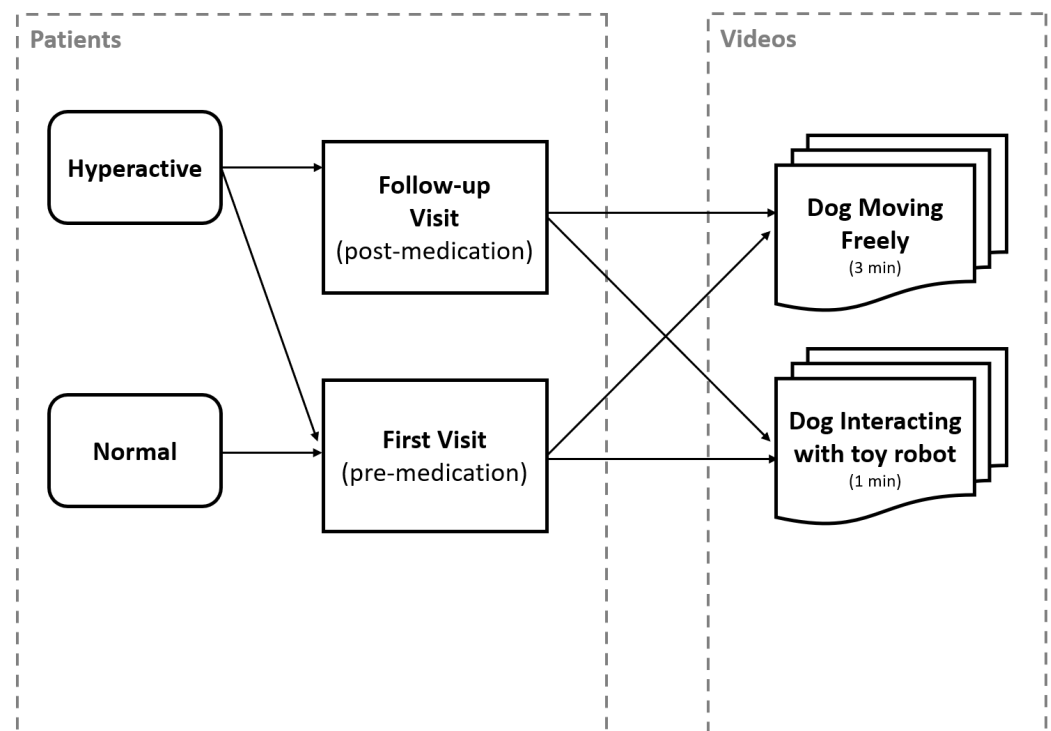 Patients
Videos
Hyperactive
Follow-up
Visit
(post-medication)
Dog Moving
Freely
(3 min)
Normal
First Visit
(pre-medication)
Dog Interacting
with toy robot
(1 min)